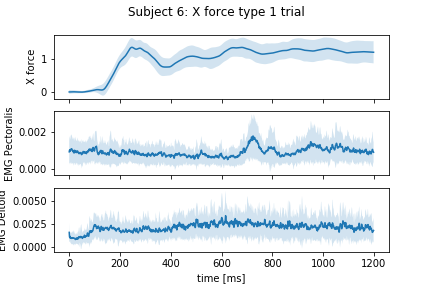 Subject 6: X force type 1 trial
X force
1
0
EMG Pectoralis
0.002
0.000
EMG Deltoid
0.0050
0.0025
0.0000
0 200 400 600 800 1000 1200
time [ms]